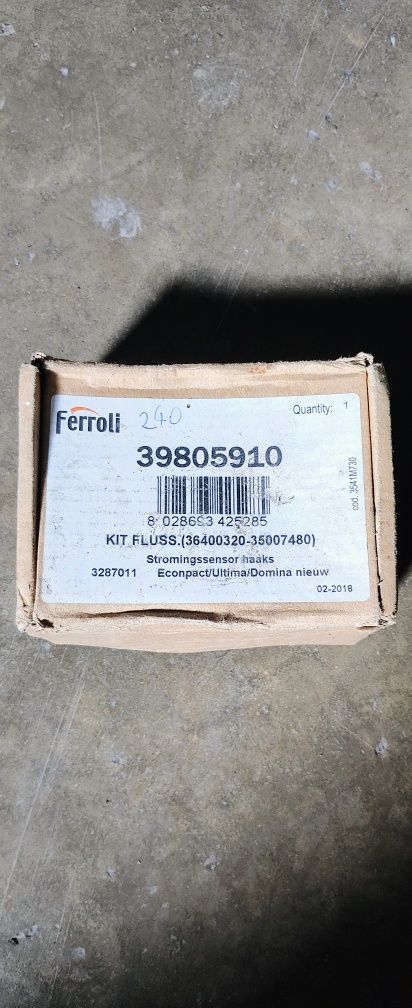 Ferroli
240
Quantity: 1
39805910
8 028693 425285
cod. 3541M730
KIT FLUSS.(36400320-35007480)
Stromingssensor haaks
3287011 Econpact/Ultima/Domina nieuw
02-2018